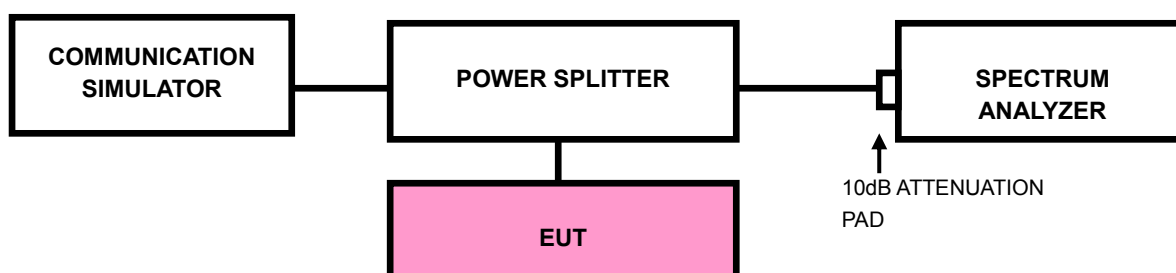 COMMUNICATION
SIMULATOR
POWER SPLITTER
SPECTRUM
ANALYZER
10dB ATTENUATION
PAD
EUT